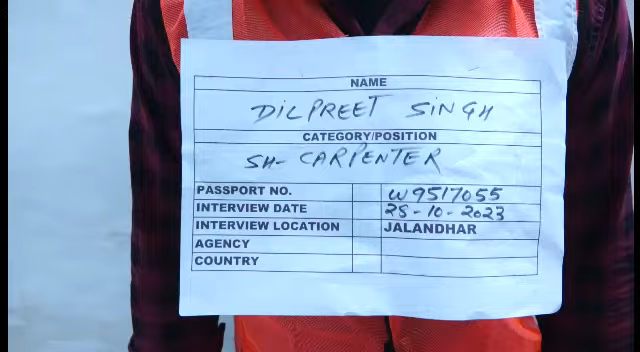 NAME
DILPREET SINGH
CATEGORY/POSITION
SH- CARPENTER
PASSPORT NO. W9517055
INTERVIEW DATE 28-10-2023
INTERVIEW LOCATION JALANDHAR
AGENCY
COUNTRY